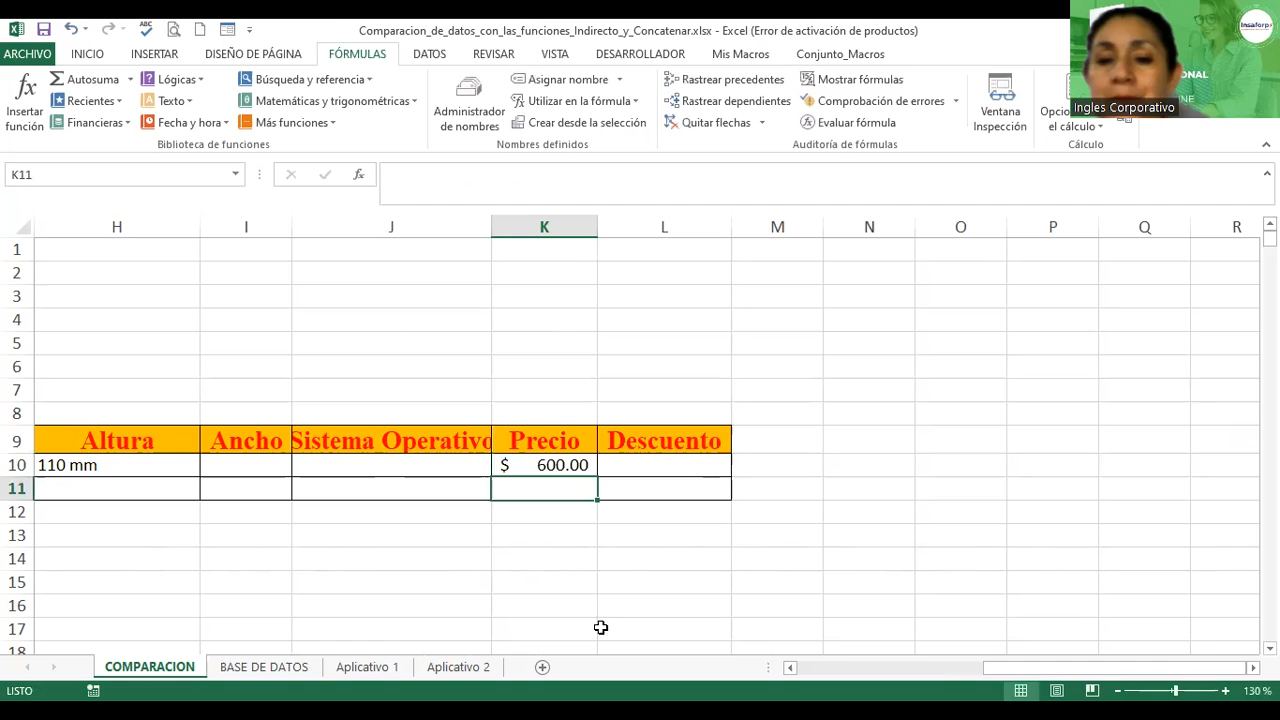 Comparacion_de_datos_con_las_funciones_Indirecto_y_Concatenar.xlsx - Excel (Error de activación de productos)
ARCHIVO INICIO INSERTAR DISEÑO DE PÁGINA FÓRMULAS DATOS REVISAR VISTA DESARROLLADOR Mis Macros Conjunto_Macros
Insertar función
Autosuma
Recientes
Financieras
Lógicas
Texto
Fecha y hora
Búsqueda y referencia
Matemáticas y trigonométricas
Más funciones
Biblioteca de funciones
Administrador de nombres
Asignar nombre
Utilizar en la fórmula
Crear desde la selección
Nombres definidos
Rastrear precedentes
Rastrear dependientes
Quitar flechas
Mostrar fórmulas
Comprobación de errores
Evaluar fórmula
Auditoría de fórmulas
Ventana Inspección
el cálculo
Cálculo
Insaforp
ONAL
NE
Ingles Corporativo
K11
fx
H I J K L M N O P Q R
1
2
3
4
5
6
7
8
9 Altura Ancho Sistema Operativo Precio Descuento
10 110 mm $ 600.00
11
12
13
14
15
16
17
18
COMPARACION BASE DE DATOS Aplicativo 1 Aplicativo 2
LISTO 130 %